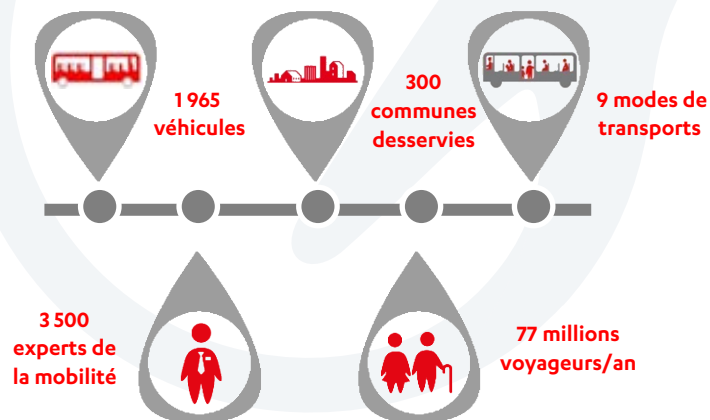 1 965
véhicules
300
communes
desservies
9 modes de
transports
3 500
experts de
la mobilité
77 millions
voyageurs/an